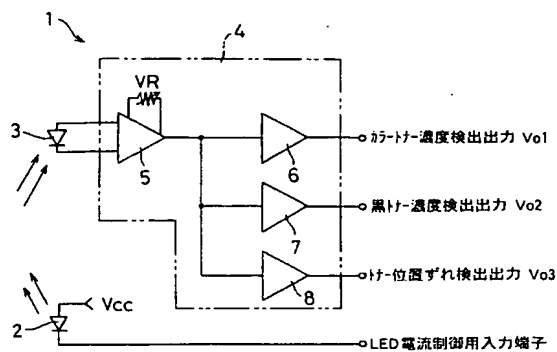 1
4
VR
3
5
6
カラートナー濃度検出出力 Vo1
7
黒トナー濃度検出出力 Vo2
8
トナー位置ずれ検出出力 Vo3
Vcc
2
LED電流制御用入力端子